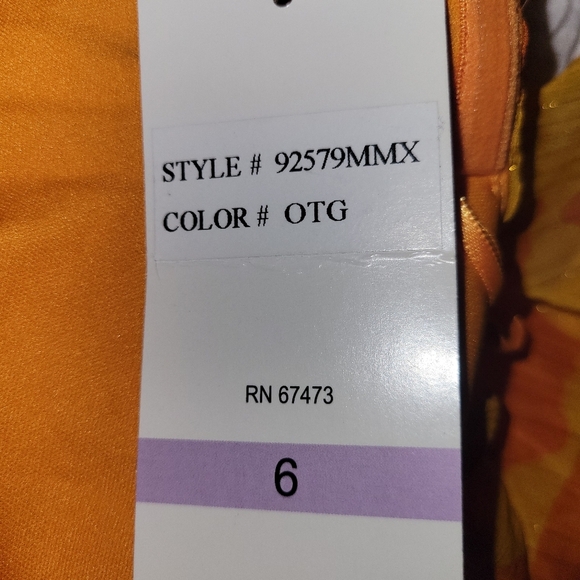 STYLE # 92579MMX
COLOR # OTG
RN 67473
6